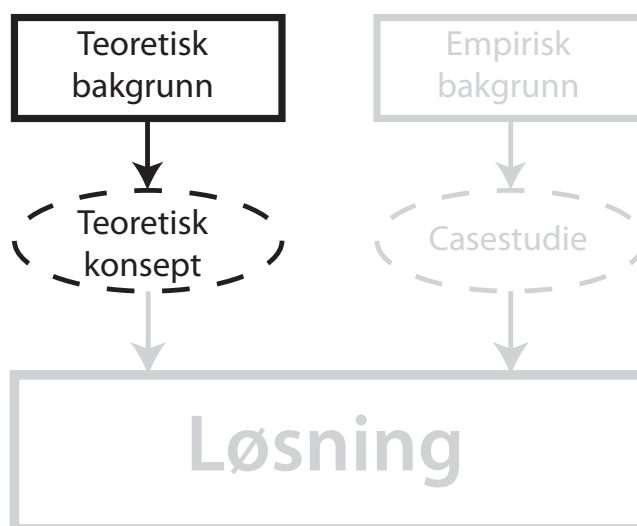 Teoretisk
bakgrunn
Empirisk
bakgrunn
Teoretisk
konsept
Casestudie
Løsning